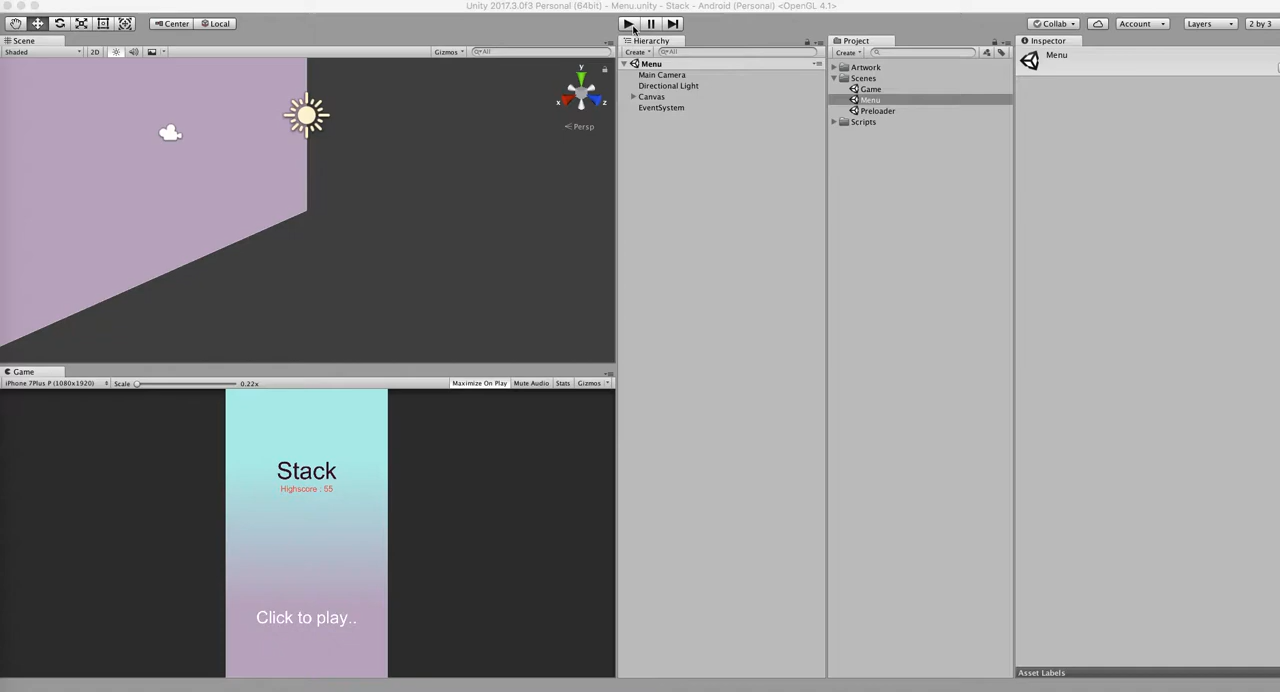 Unity 2017.3.0f3 Personal (64bit) - Menu.unity - Stack - Android (Personal) <OpenGL 4.1>
Center Local Collab Account Layers 2 by 3
Scene
Shaded 2D Gizmos All
y
x z
Persp
Hierarchy
Create All
Menu
Main Camera
Directional Light
Canvas
EventSystem
Project
Create
Artwork
Scenes
Game
Menu
Preloader
Scripts
Inspector
Menu
Game
iPhone 7Plus P (1080x1920) Scale 0.22x Maximize On Play Mute Audio Stats Gizmos
Stack
Highscore : 55
Click to play..
Asset Labels